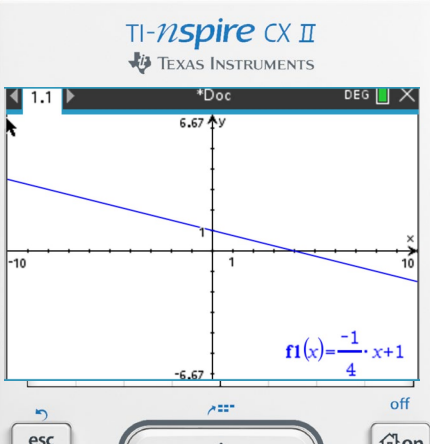 TI-nspire CX II
TEXAS INSTRUMENTS
1.1 *Doc DEG
6.67 y
1
x
-10 1 10
f1(x)=-1/4·x+1
-6.67
off
esc on